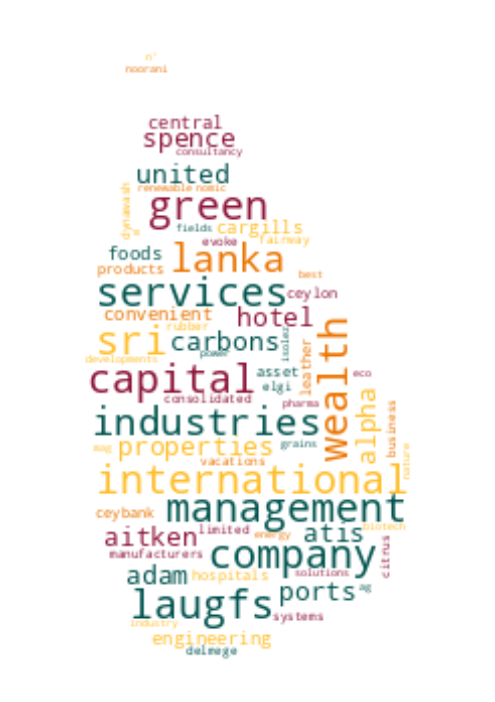 n'
noorani
central
spence
consultancy
united
renewable nomic
dynawash
green
fields
cargills
evoke
fairway
foods
lanka
products
best
services
ceylon
convenient
hotel
rubber
sri
carbons
isolez
power
developments
wealth
leather
asset
capital
elgi
eco
consolidated
pharma
alpha
industries
business
grains
mag
properties
vacations
nature
international
management
ceybank
limited
atis
biotech
aitken
energy
manufacturers
company
citrus
adam
hospitals
solutions
ports
ag
laugfs
systems
industry
engineering
delmege